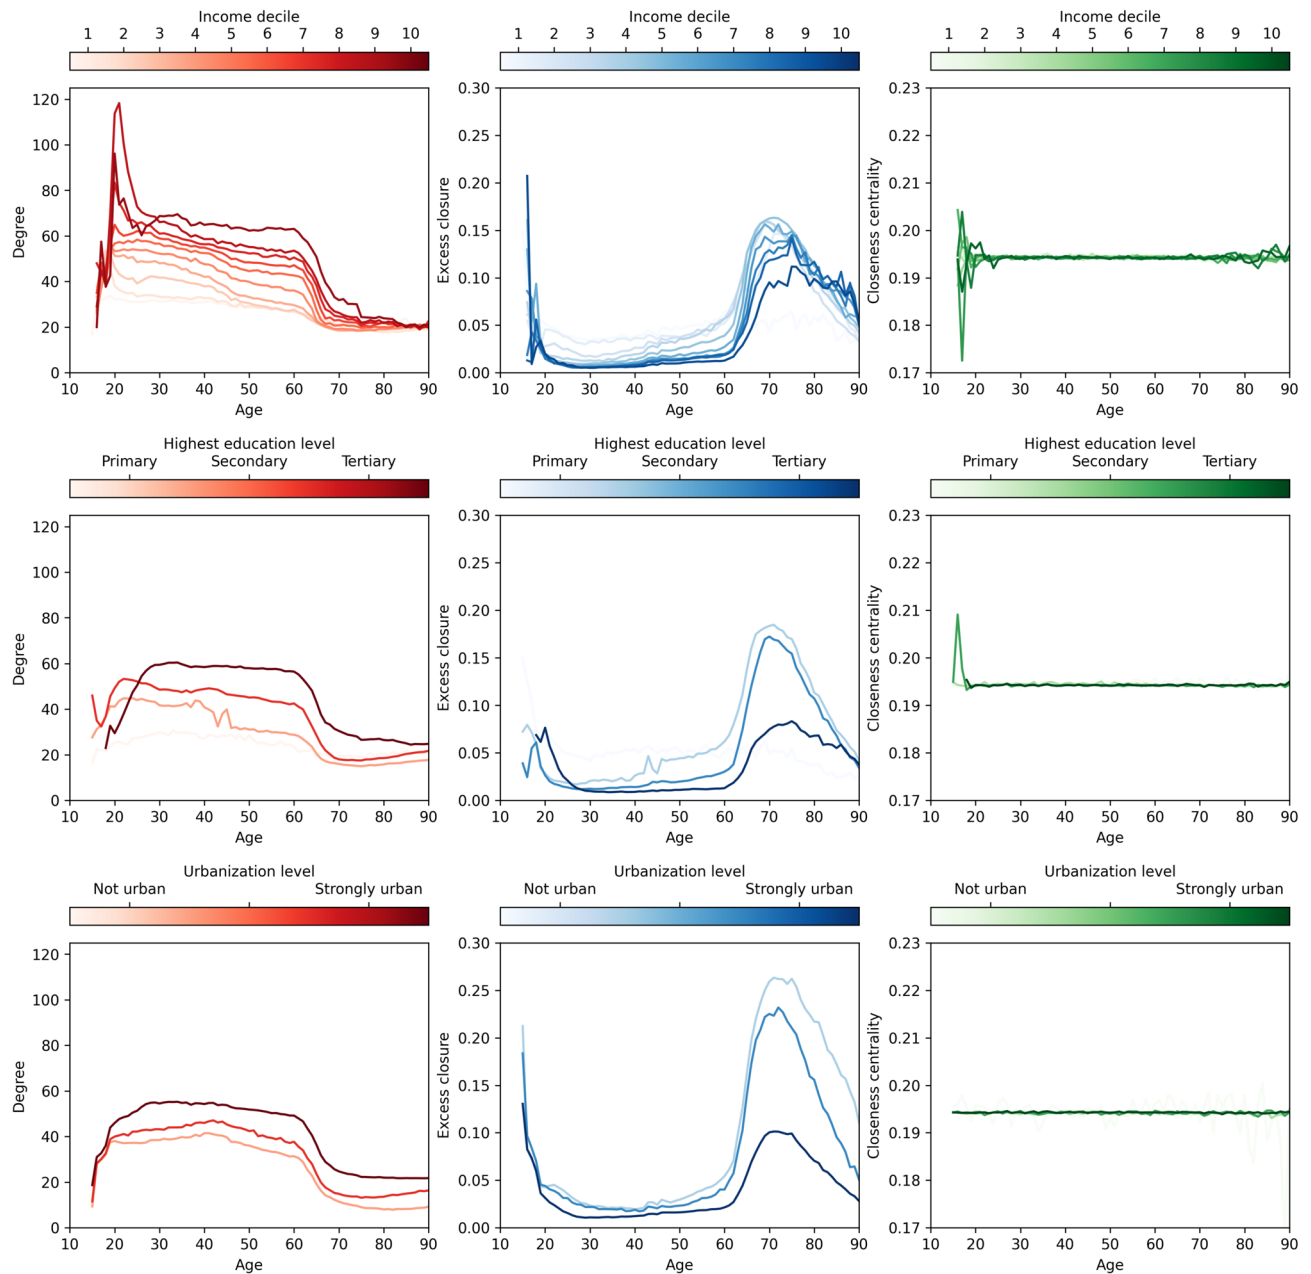 Income decile
1 2 3 4 5 6 7 8 9 10
Degree
120
100
80
60
40
20
0
10 20 30 40 50 60 70 80 90
Age
Income decile
1 2 3 4 5 6 7 8 9 10
Excess closure
0.30
0.25
0.20
0.15
0.10
0.05
0.00
10 20 30 40 50 60 70 80 90
Age
Income decile
1 2 3 4 5 6 7 8 9 10
Closeness centrality
0.23
0.22
0.21
0.20
0.19
0.18
0.17
10 20 30 40 50 60 70 80 90
Age
Highest education level
Primary Secondary Tertiary
Degree
120
100
80
60
40
20
0
10 20 30 40 50 60 70 80 90
Age
Highest education level
Primary Secondary Tertiary
Excess closure
0.30
0.25
0.20
0.15
0.10
0.05
0.00
10 20 30 40 50 60 70 80 90
Age
Highest education level
Primary Secondary Tertiary
Closeness centrality
0.23
0.22
0.21
0.20
0.19
0.18
0.17
10 20 30 40 50 60 70 80 90
Age
Urbanization level
Not urban Strongly urban
Degree
120
100
80
60
40
20
0
10 20 30 40 50 60 70 80 90
Age
Urbanization level
Not urban Strongly urban
Excess closure
0.30
0.25
0.20
0.15
0.10
0.05
0.00
10 20 30 40 50 60 70 80 90
Age
Urbanization level
Not urban Strongly urban
Closeness centrality
0.23
0.22
0.21
0.20
0.19
0.18
0.17
10 20 30 40 50 60 70 80 90
Age